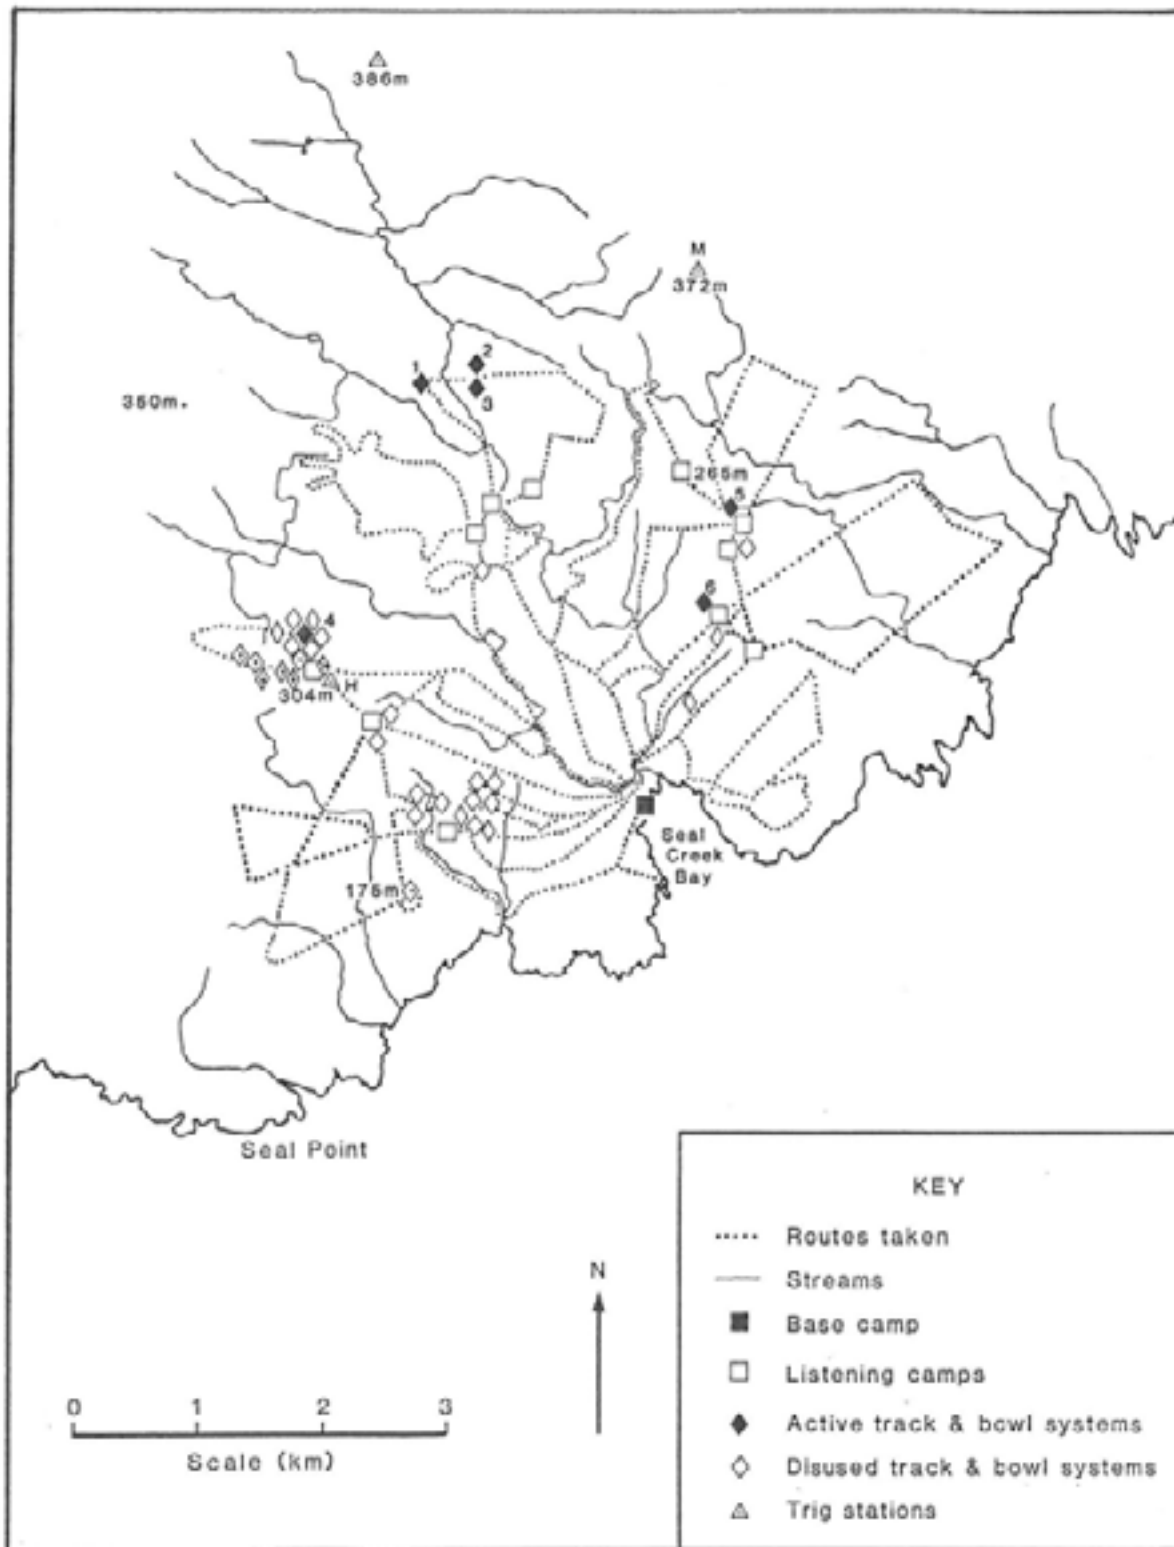 386m
M
372m
2
1
3
350m.
265m
5
6
4
H
304m
Seal
Creek
Bay
175m
Seal Point
KEY
Routes taken
Streams
Base camp
Listening camps
Active track & bowl systems
Disused track & bowl systems
Trig stations
N
0 1 2 3
Scale (km)